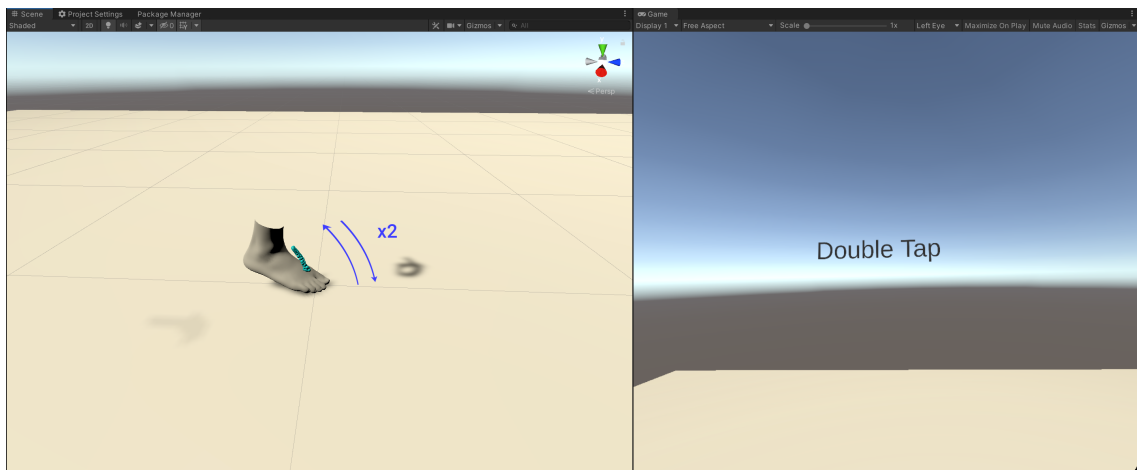 Scene Project Settings Package Manager
Shaded 2D 0 Gizmos All
Persp
x2
Game
Display 1 Free Aspect Scale 1x Left Eye Maximize On Play Mute Audio Stats Gizmos
Double Tap